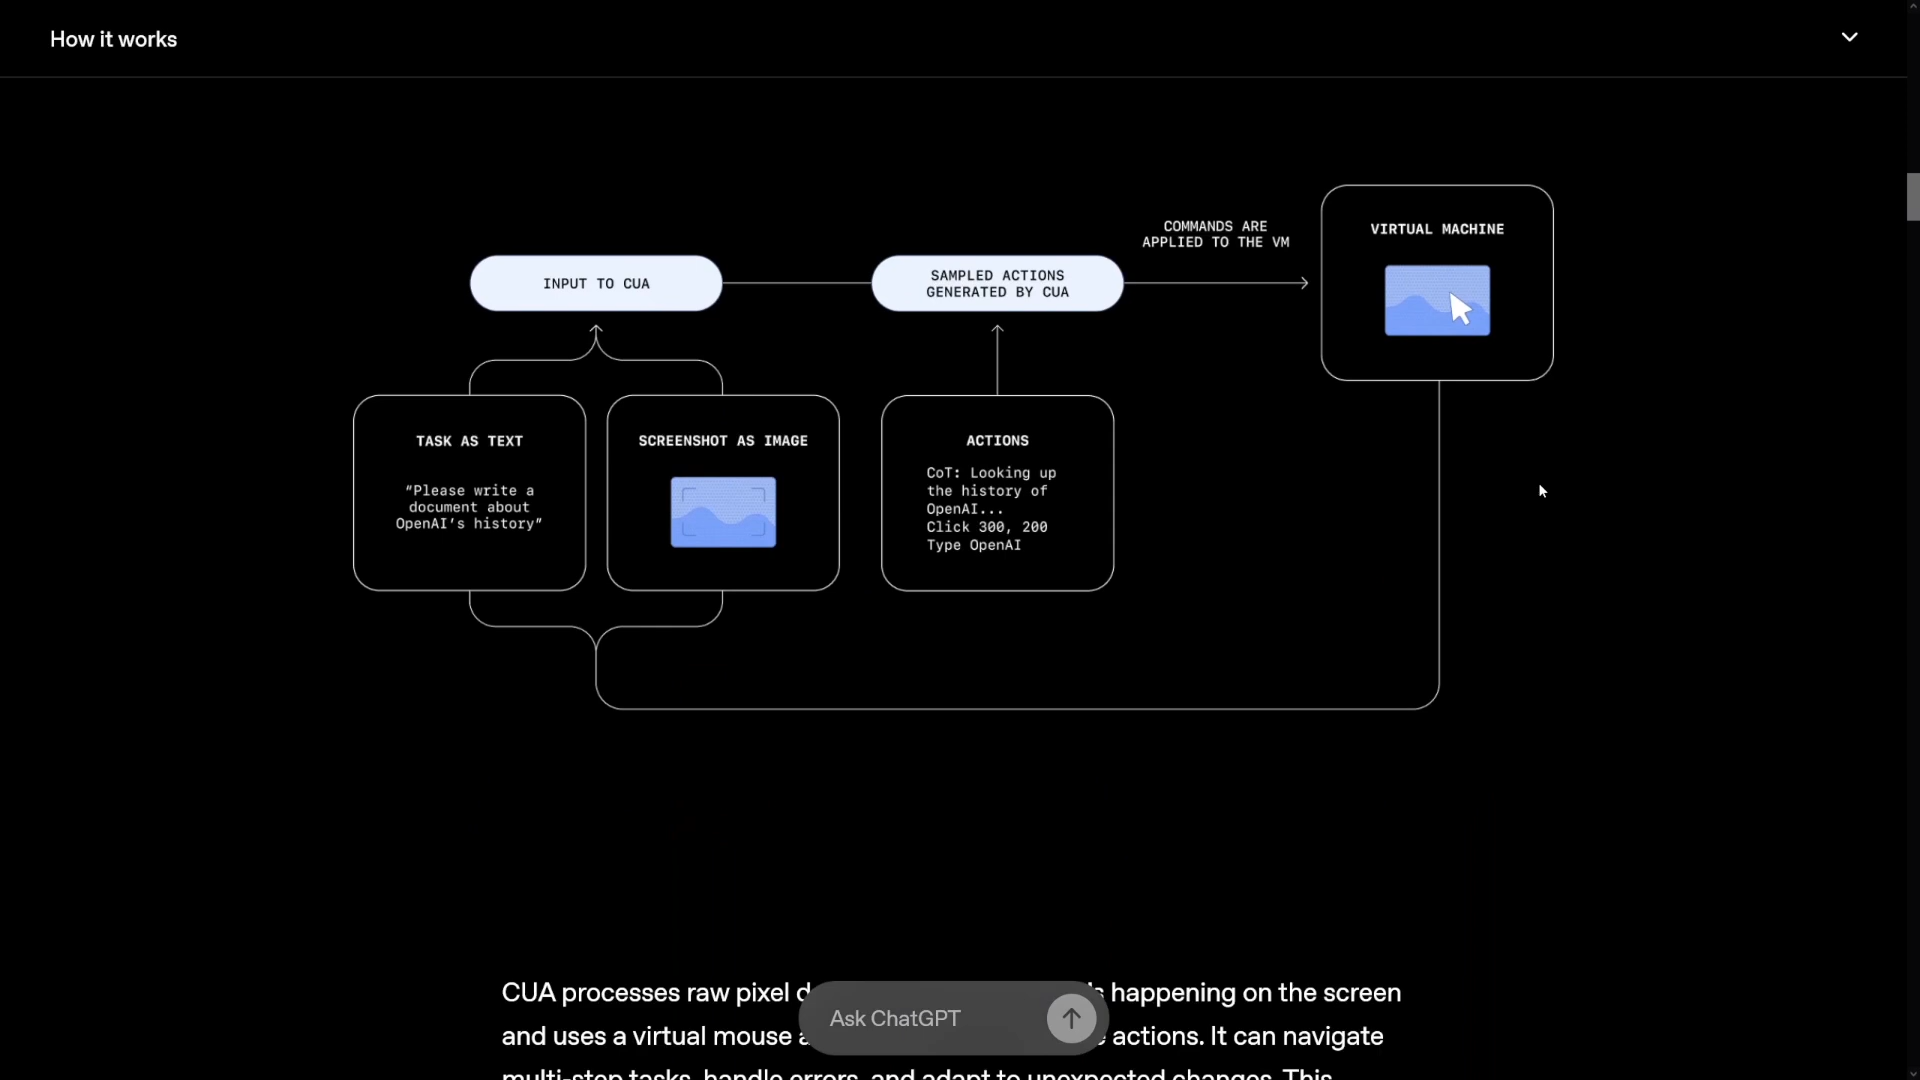 How it works
COMMANDS ARE
APPLIED TO THE VM
VIRTUAL MACHINE
INPUT TO CUA
SAMPLED ACTIONS
GENERATED BY CUA
TASK AS TEXT
“Please write a
document about
OpenAI’s history”
SCREENSHOT AS IMAGE
ACTIONS
CoT: Looking up
the history of
OpenAI...
Click 300, 200
Type OpenAI
CUA processes raw pixel happening on the screen
Ask ChatGPT
and uses a virtual mouse actions. It can navigate
multi-step tasks, handle errors, and adapt to unexpected changes. This